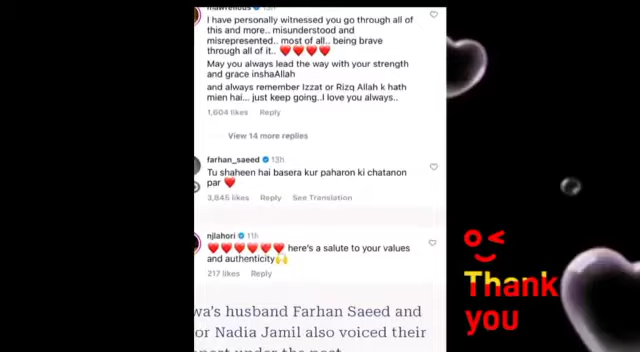 I have personally witnessed you go through all of
this and more.. misunderstood and
misrepresented.. most of all.. being brave
through all of it.. ❤️❤️❤️❤️
May you always lead the way with your strength
and grace inshaAllah
and always remember Izzat or Rizq Allah k hath
mien hai... just keep going..I love you always..
1,604 likes Reply
View 14 more replies
farhan_saeed 13h
Tu shaheen hai basera kur paharon ki chatanon
par ❤️
3,845 likes Reply See Translation
njlahori 11h
❤️❤️❤️❤️❤️❤️ here's a salute to your values
and authenticity🙌
217 likes Reply
wa's husband Farhan Saeed and
or Nadia Jamil also voiced their
Thank
you